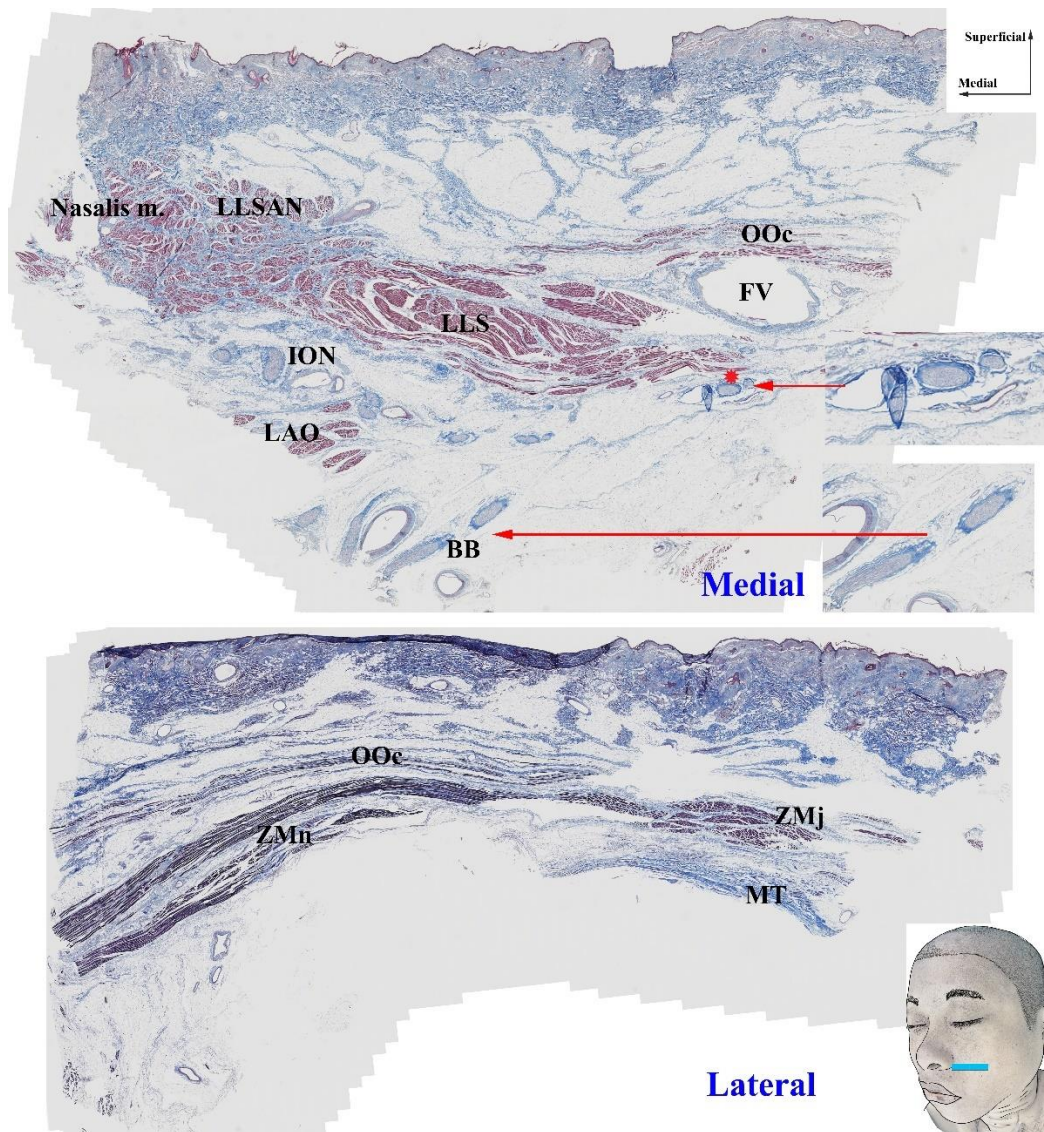 Superficial
Medial
Nasalis m.
LLSAN
OOc
FV
LLS
ION
LAO
BB
Medial
OOc
ZMn
ZMj
MT
Lateral